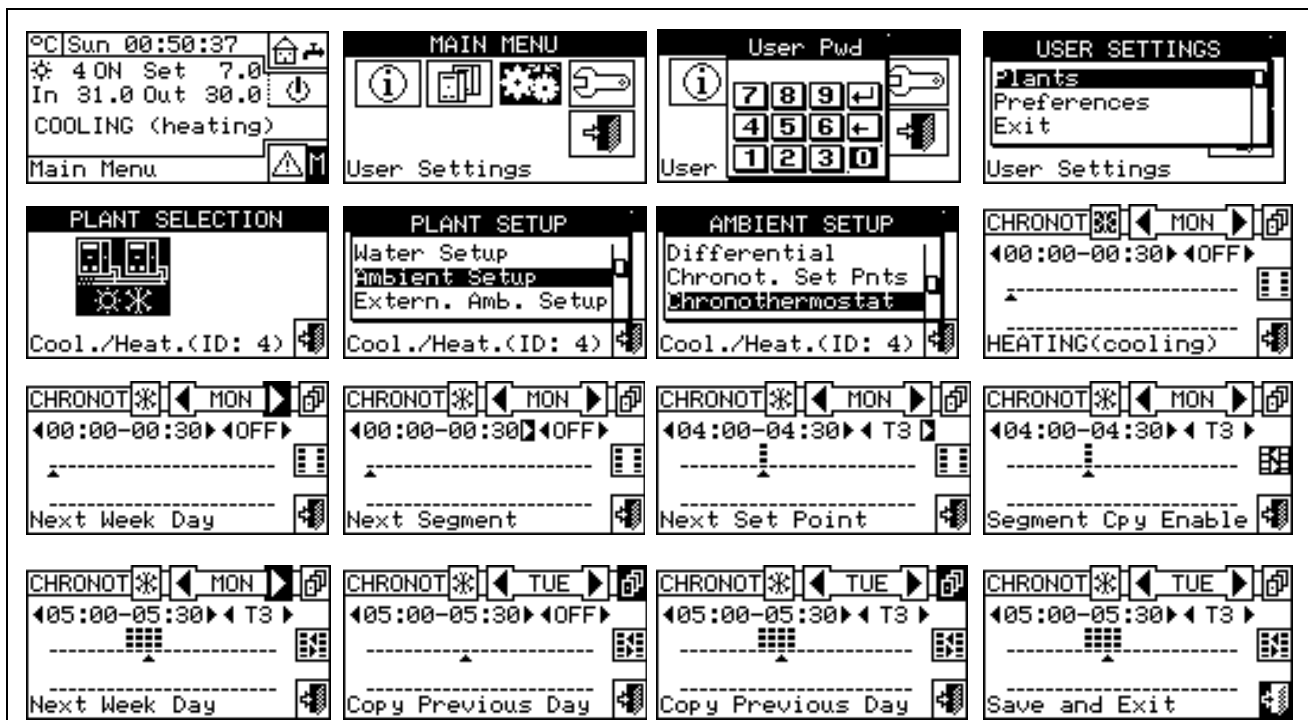 ºC Sun 00:50:37
4 ON Set 7.0
In 31.0 Out 30.0
COOLING (heating)
Main Menu M
MAIN MENU
i
User Settings
User Pwd
i
7 8 9
4 5 6
1 2 3 0
User
USER SETTINGS
Plants
Preferences
Exit
User Settings
PLANT SELECTION
Cool./Heat.(ID: 4)
PLANT SETUP
Water Setup
Ambient Setup
Extern. Amb. Setup
Cool./Heat.(ID: 4)
AMBIENT SETUP
Differential
Chronot. Set Pnts
Chronothermostat
Cool./Heat.(ID: 4)
CHRONOT MON
00:00-00:30 OFF
HEATING(cooling)
CHRONOT MON
00:00-00:30 OFF
Next Week Day
CHRONOT MON
00:00-00:30 OFF
Next Segment
CHRONOT MON
04:00-04:30 T3
Next Set Point
CHRONOT MON
04:00-04:30 T3
Segment Cpy Enable
CHRONOT MON
05:00-05:30 T3
Next Week Day
CHRONOT TUE
05:00-05:30 OFF
Copy Previous Day
CHRONOT TUE
05:00-05:30 T3
Copy Previous Day
CHRONOT TUE
05:00-05:30 T3
Save and Exit